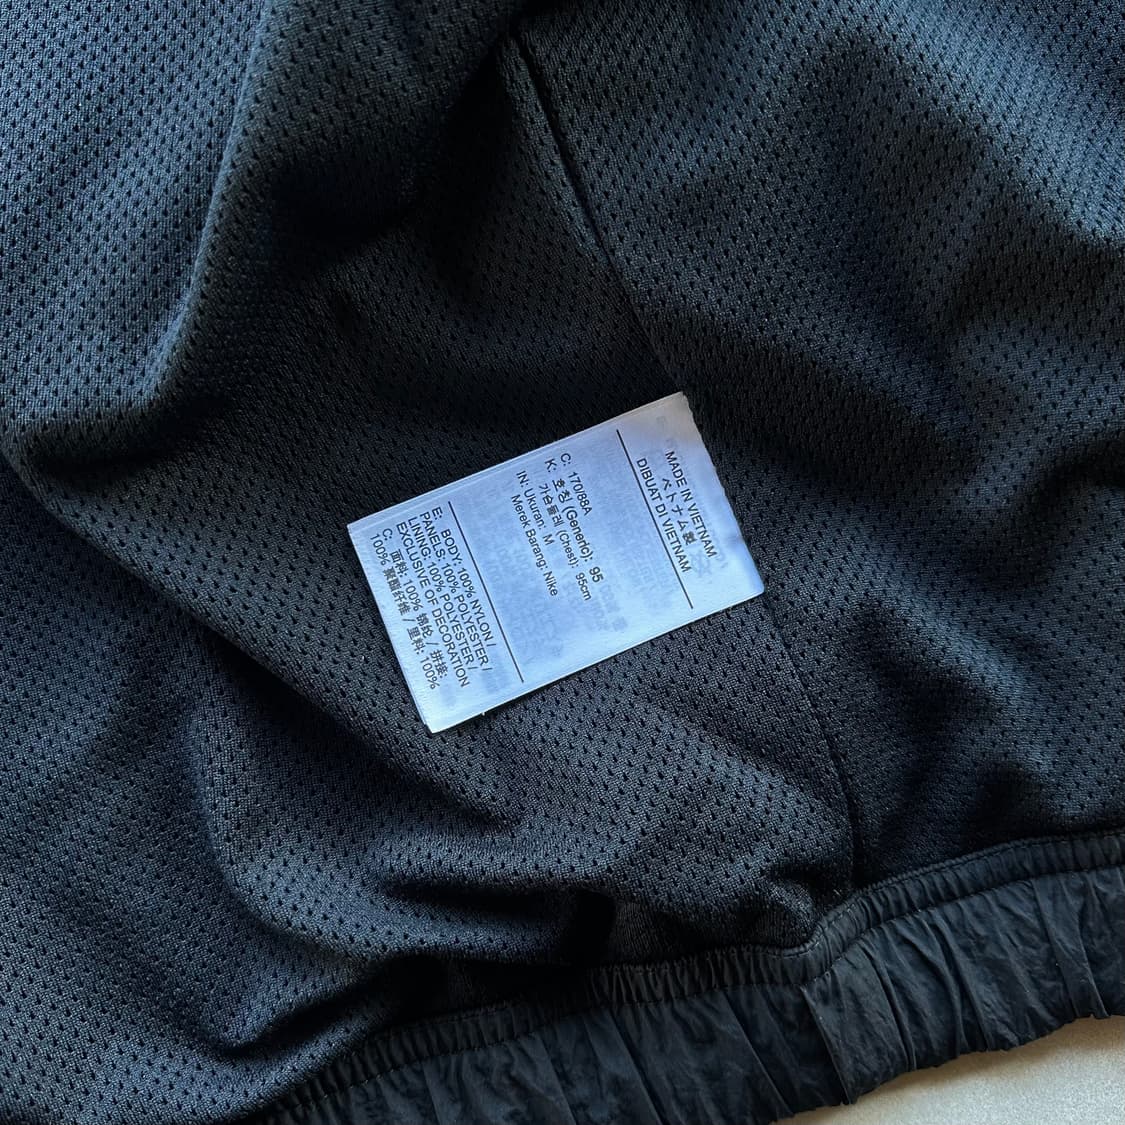 MADE IN VIETNAM
ベトナム製
DIBUAT DI VIETNAM
C: 170/88A
K: 호칭 (Generic): 95
가슴둘레 (Chest): 95cm
IN: Ukuran: M
Merek Barang: Nike
E: BODY: 100% NYLON /
PANELS: 100% POLYESTER /
LINING: 100% POLYESTER /
EXCLUSIVE OF DECORATION
C: 面料: 100% 锦纶 / 拼接:
100% 聚酯纤维 / 里料: 100%